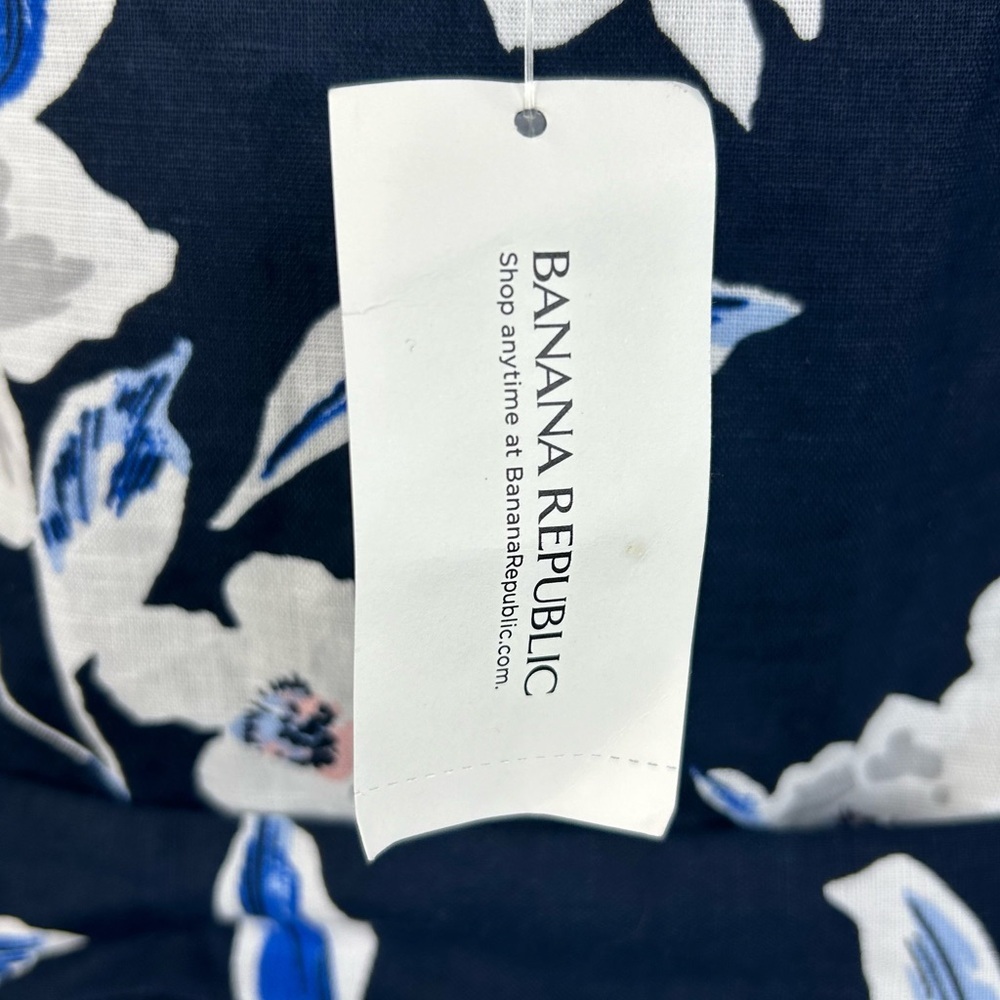 BANANA REPUBLIC
Shop anytime at BananaRepublic.com.